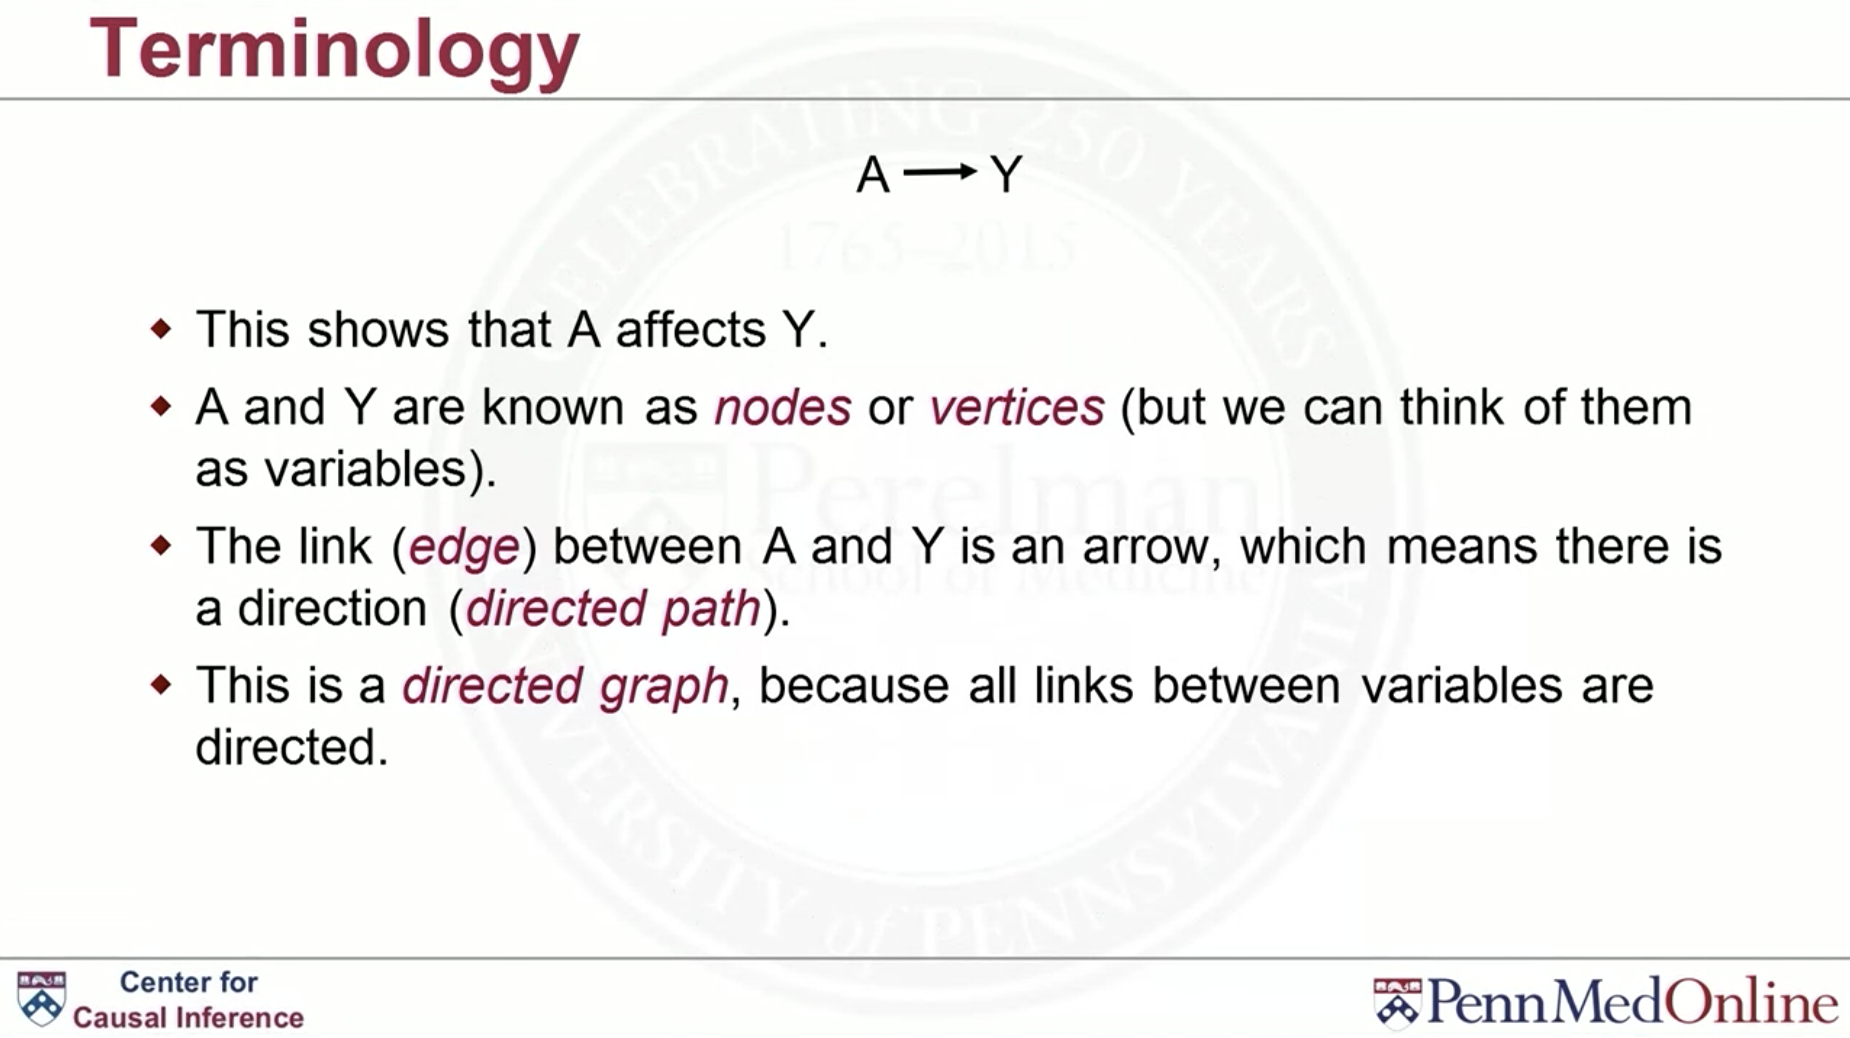 Terminology
A → Y
CELEBRATING 250 YEARS
1765–2015
◆ This shows that A affects Y.
◆ A and Y are known as nodes or vertices (but we can think of them
as variables).
Perelman
School of Medicine
◆ The link (edge) between A and Y is an arrow, which means there is
a direction (directed path).
◆ This is a directed graph, because all links between variables are
directed.
UNIVERSITY of PENNSYLVANIA
Center for
Causal Inference
PennMedOnline